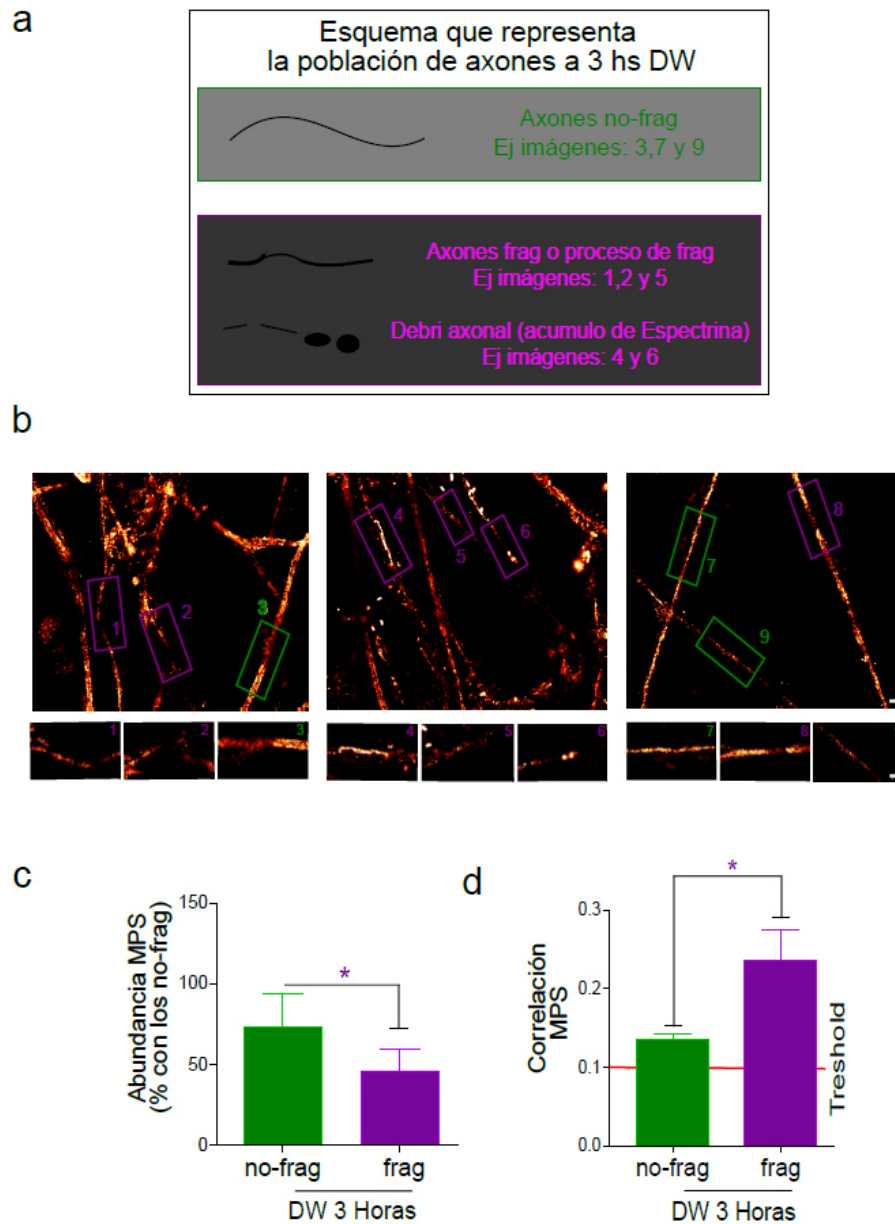 a
Esquema que representa
la población de axones a 3 hs DW
Axones no-frag
Ej imágenes: 3,7 y 9
Axones frag o proceso de frag
Ej imágenes: 1,2 y 5
Debri axonal (acumulo de Espectrina)
Ej imágenes: 4 y 6
b
1
2
3
4
5
6
7
8
9
1
2
3
4
5
6
7
8
c
Abundancia MPS
(% con los no-frag)
150
100
50
0
*
no-frag
frag
DW 3 Horas
d
Correlación
MPS
0.3
0.2
0.1
0.0
*
Treshold
no-frag
frag
DW 3 Horas